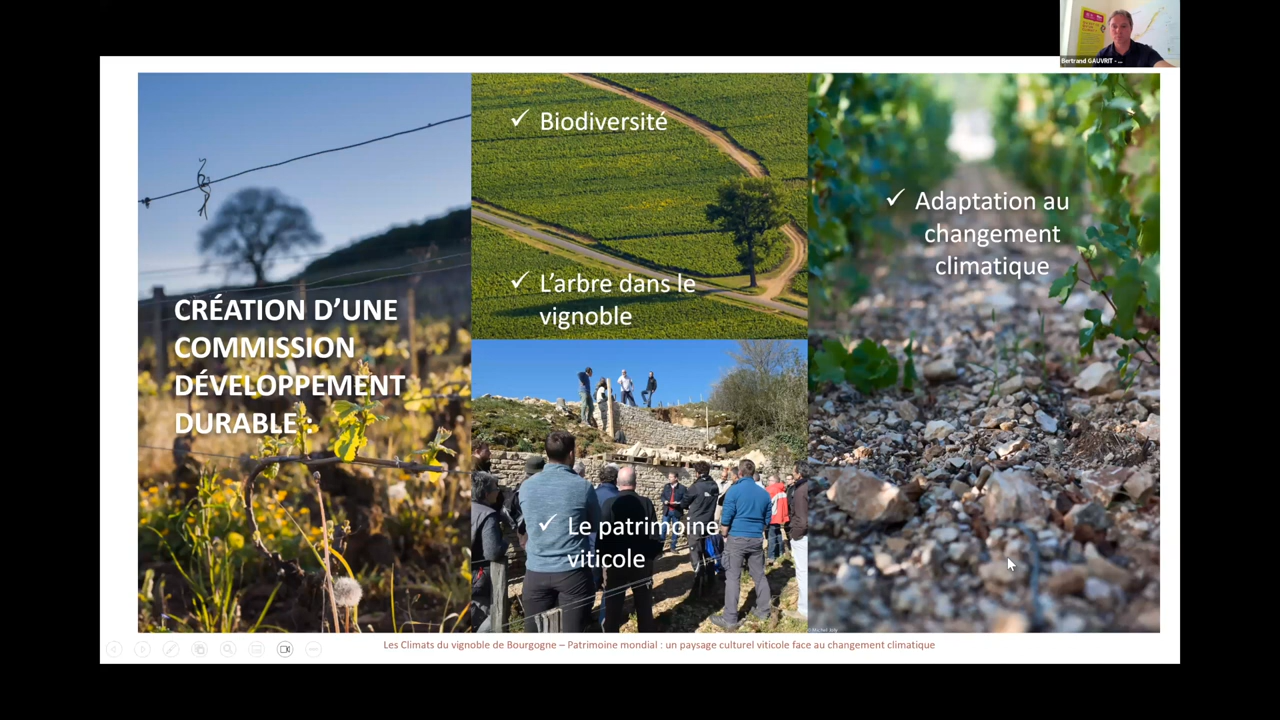 Bertrand GAUVRIT - ...
CRÉATION D'UNE
COMMISSION
DÉVELOPPEMENT
DURABLE :
✓ Biodiversité
✓ L'arbre dans le
vignoble
✓ Le patrimoine
viticole
✓ Adaptation au
changement
climatique
Les Climats du vignoble de Bourgogne – Patrimoine mondial : un paysage culturel viticole face au changement climatique